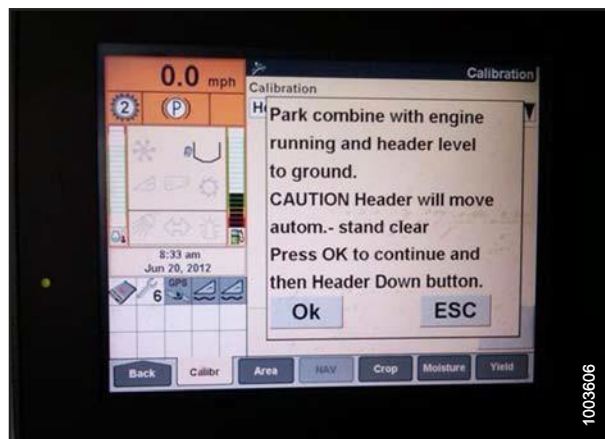 0.0 mph
Calibration
Calibration
2
P
He
Park combine with engine
running and header level
to ground.
CAUTION Header will move
autom.- stand clear
Press OK to continue and
then Header Down button.
Ok
ESC
8:33 am
Jun 20, 2012
6
GPS
Back
Calibr
Area
NAV
Crop
Moisture
Yield
1003606